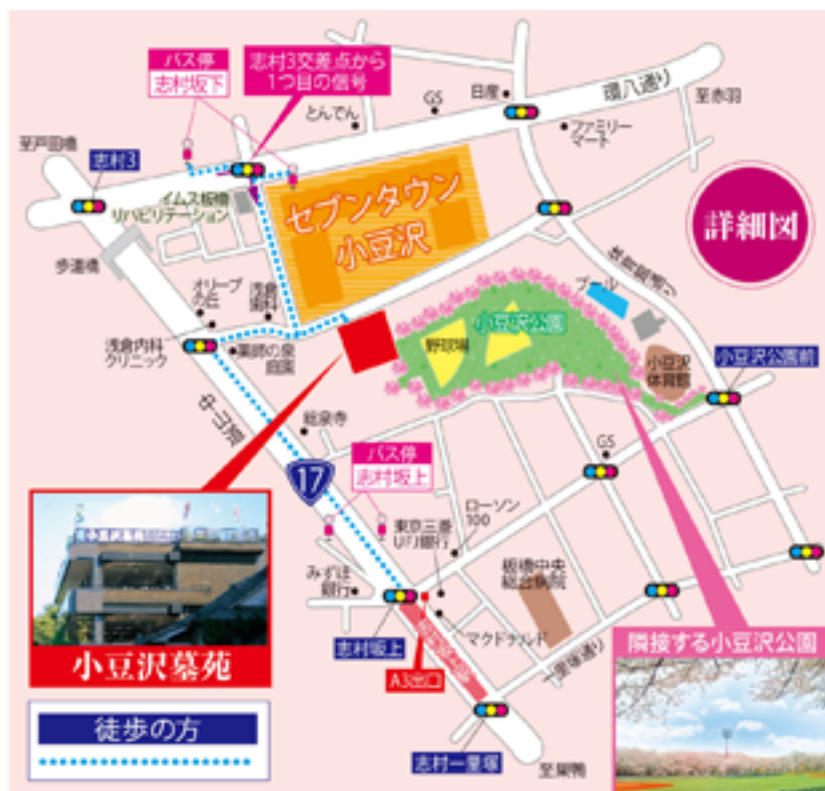 バス停
志村坂下
志村3交差点から
1つ目の信号
とんでん
GS
日産
環八通り
至赤羽
ファミリー
マート
至戸田橋
志村3
イムス板橋
リハビリテーション
セブンタウン
小豆沢
詳細図
歩道橋
オリーブ
の丘
浅倉
歯科
プール
体育館通り
小豆沢公園
野球場
小豆沢
体育館
小豆沢公園前
浅倉内科
クリニック
薬師の泉
庭園
中山道
総泉寺
17
バス停
志村坂上
GS
ローソン
100
東京三菱
UFJ銀行
みずほ
銀行
板橋中央
総合病院
小豆沢墓苑
志村坂上
マクドナルド
A3出口
一里塚通り
隣接する小豆沢公園
徒歩の方
志村一里塚
至巣鴨